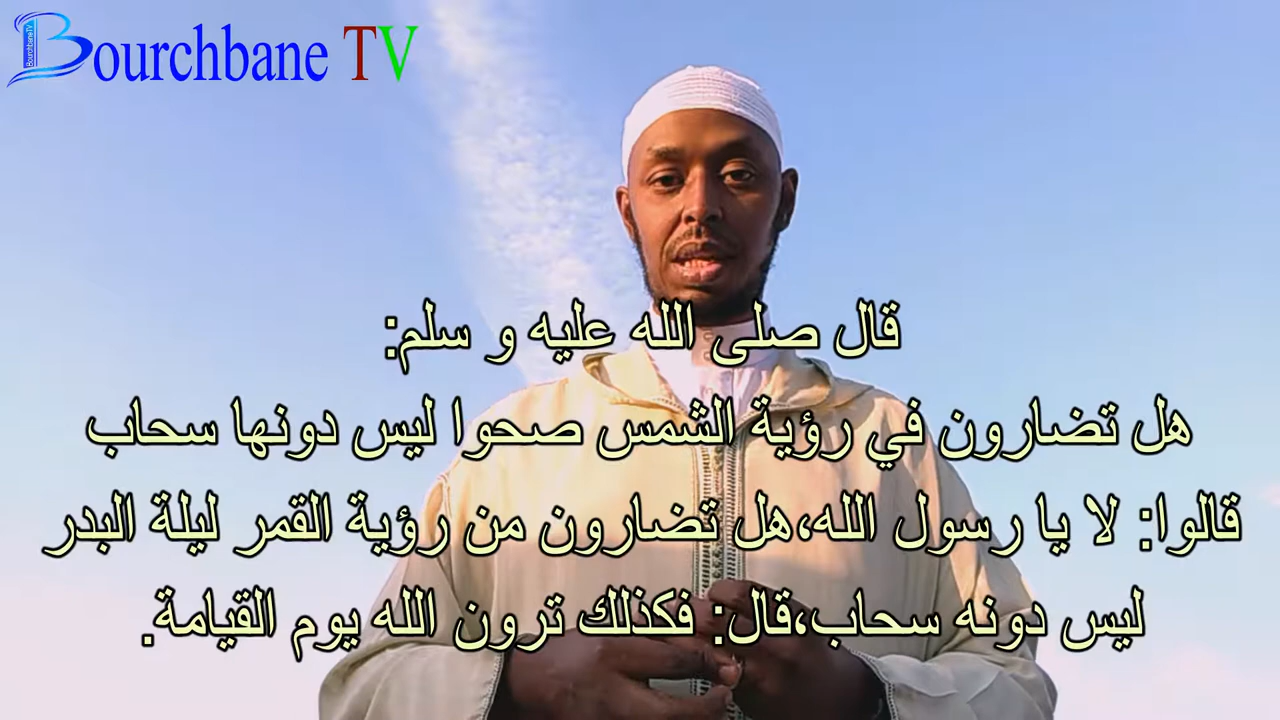 Bourchbane TV
BourchbaneTV
قال صلى الله عليه و سلم:
هل تضارون في رؤية الشمس صحوا ليس دونها سحاب
قالوا: لا يا رسول الله،هل تضارون من رؤية القمر ليلة البدر
ليس دونه سحاب،قال: فكذلك ترون الله يوم القيامة.